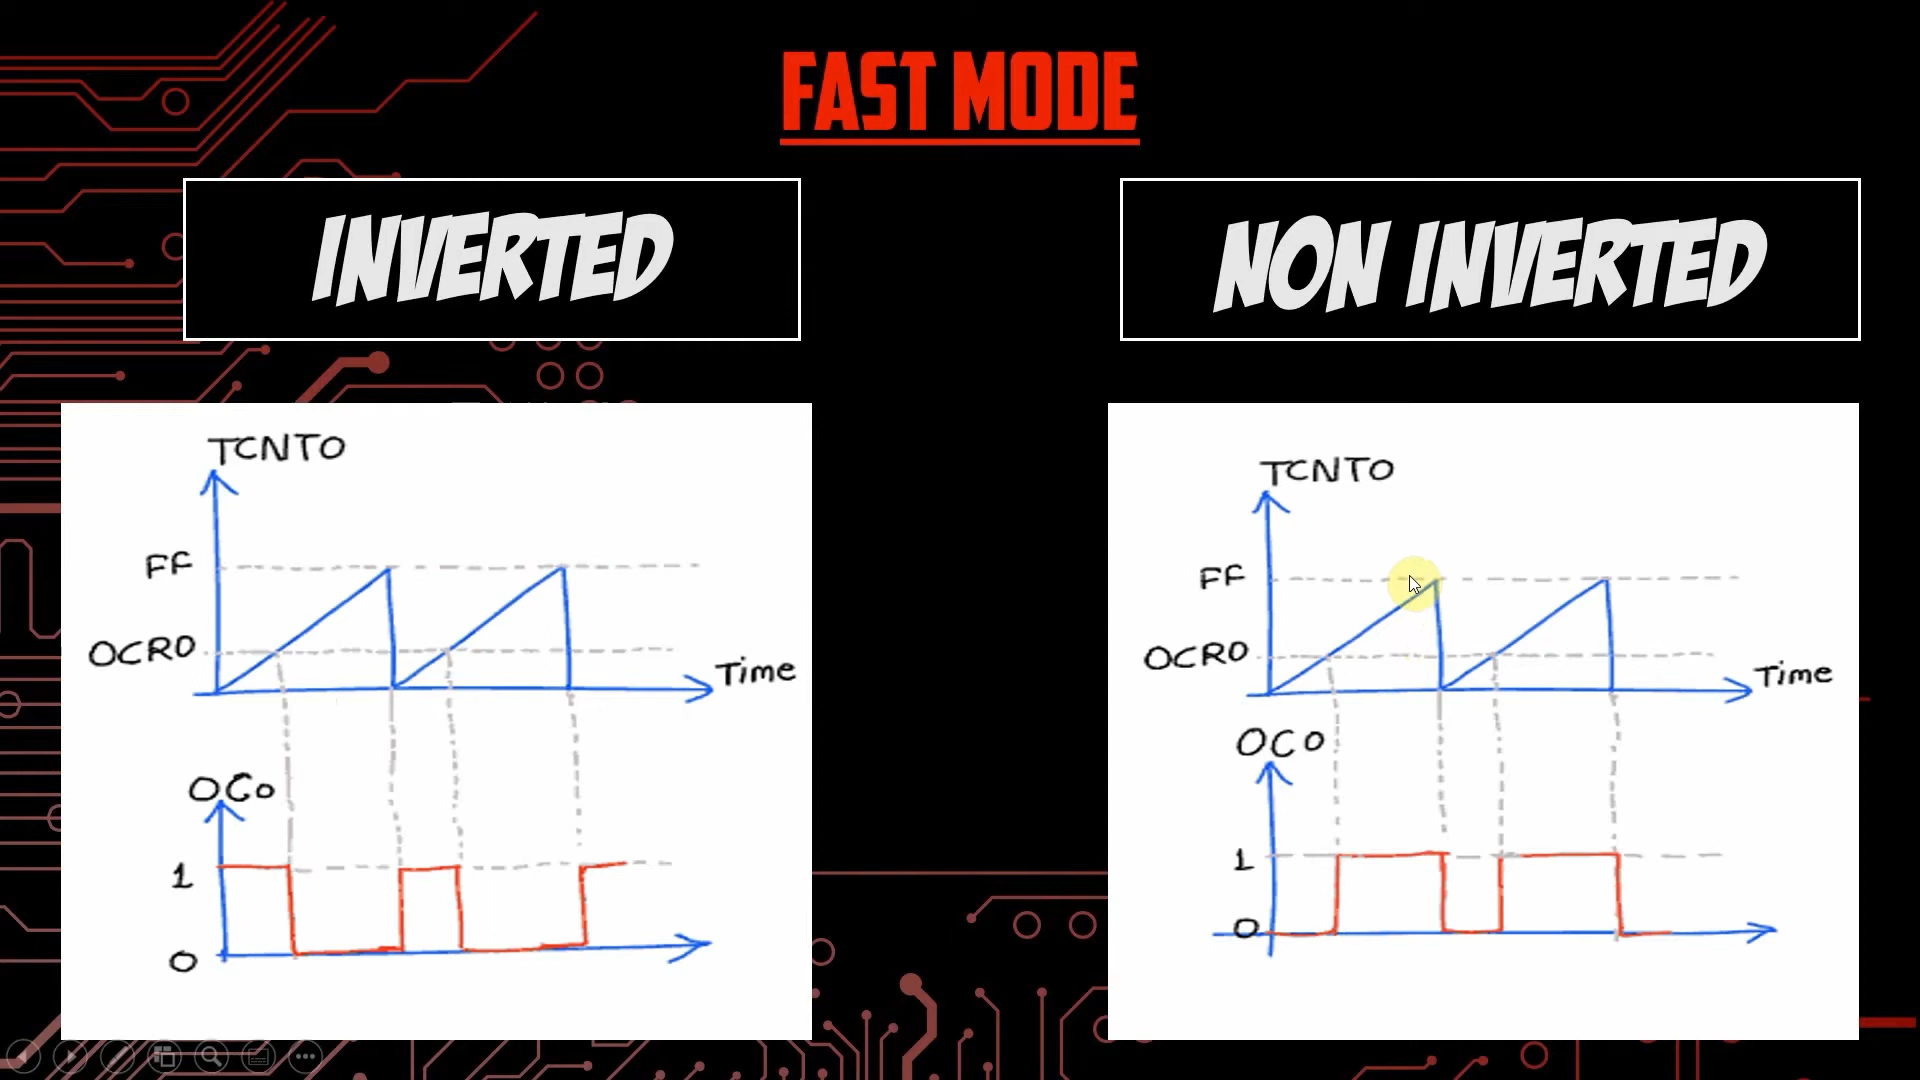 FAST MODE
INVERTED
NON INVERTED
TCNTO
FF
OCRO
Time
OCo
1
0
TCNTO
FF
OCRO
Time
OCo
1
0